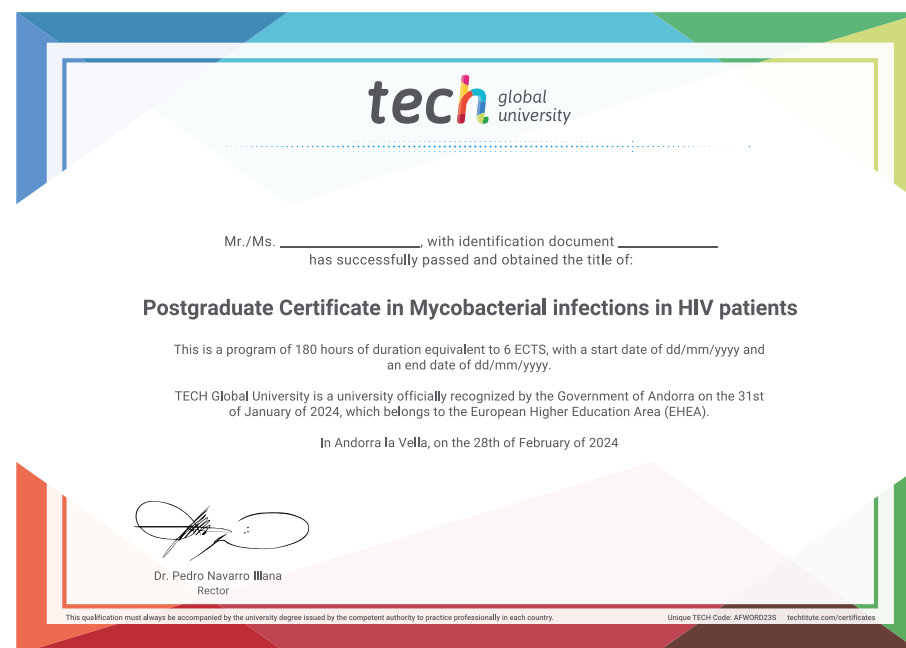 tech global university
Mr./Ms. ____________, with identification document ____________
has successfully passed and obtained the title of:
Postgraduate Certificate in Mycobacterial infections in HIV patients
This is a program of 180 hours of duration equivalent to 6 ECTS, with a start date of dd/mm/yyyy and
an end date of dd/mm/yyyy.
TECH Global University is a university officially recognized by the Government of Andorra on the 31st
of January of 2024, which belongs to the European Higher Education Area (EHEA).
In Andorra la Vella, on the 28th of February of 2024
Dr. Pedro Navarro Illana
Rector
This qualification must always be accompanied by the university degree issued by the competent authority to practice professionally in each country.
Unique TECH Code: AFWORD23S techtitute.com/certificates